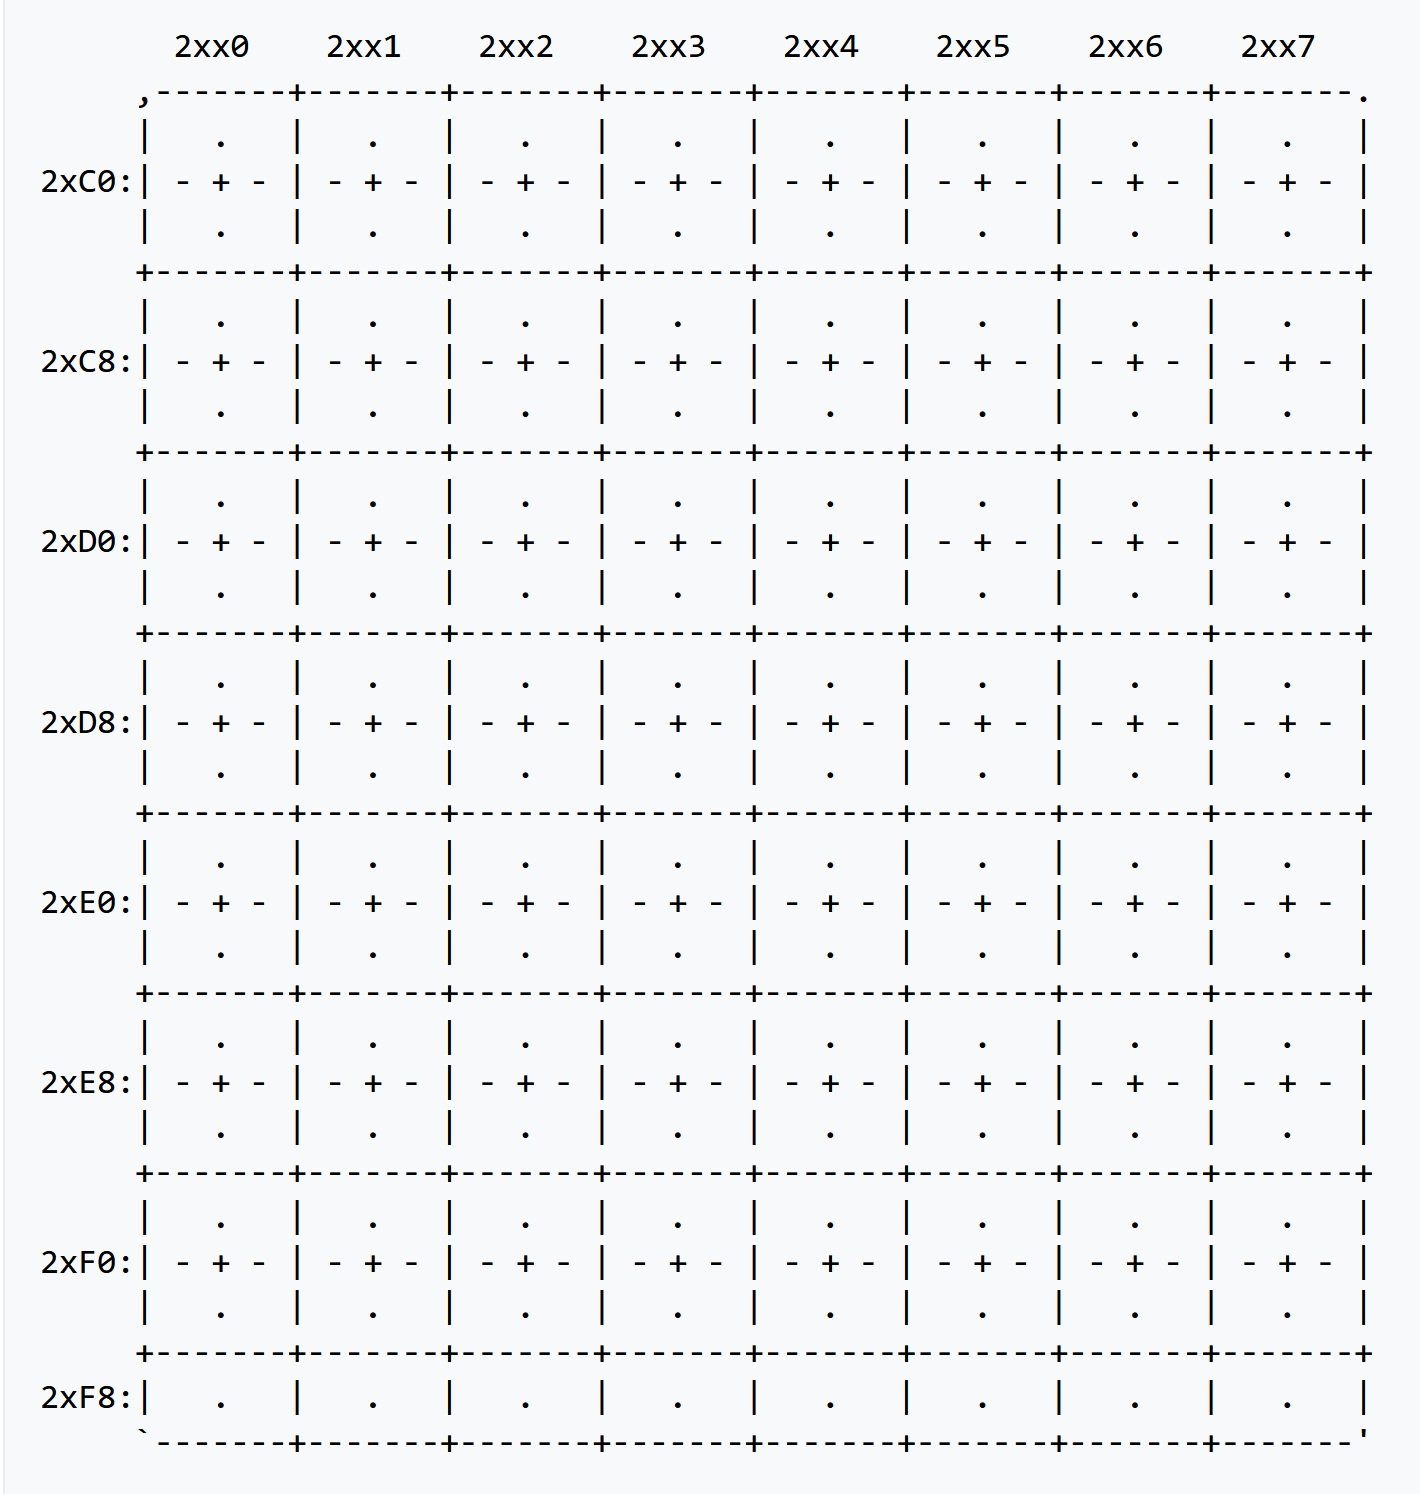 2xx0    2xx1    2xx2    2xx3    2xx4    2xx5    2xx6    2xx7
     ,-------+-------+-------+-------+-------+-------+-------+-------.
     |   .   |   .   |   .   |   .   |   .   |   .   |   .   |   .   |
2xC0:| - + - | - + - | - + - | - + - | - + - | - + - | - + - | - + - |
     |   .   |   .   |   .   |   .   |   .   |   .   |   .   |   .   |
     +-------+-------+-------+-------+-------+-------+-------+-------+
     |   .   |   .   |   .   |   .   |   .   |   .   |   .   |   .   |
2xC8:| - + - | - + - | - + - | - + - | - + - | - + - | - + - | - + - |
     |   .   |   .   |   .   |   .   |   .   |   .   |   .   |   .   |
     +-------+-------+-------+-------+-------+-------+-------+-------+
     |   .   |   .   |   .   |   .   |   .   |   .   |   .   |   .   |
2xD0:| - + - | - + - | - + - | - + - | - + - | - + - | - + - | - + - |
     |   .   |   .   |   .   |   .   |   .   |   .   |   .   |   .   |
     +-------+-------+-------+-------+-------+-------+-------+-------+
     |   .   |   .   |   .   |   .   |   .   |   .   |   .   |   .   |
2xD8:| - + - | - + - | - + - | - + - | - + - | - + - | - + - | - + - |
     |   .   |   .   |   .   |   .   |   .   |   .   |   .   |   .   |
     +-------+-------+-------+-------+-------+-------+-------+-------+
     |   .   |   .   |   .   |   .   |   .   |   .   |   .   |   .   |
2xE0:| - + - | - + - | - + - | - + - | - + - | - + - | - + - | - + - |
     |   .   |   .   |   .   |   .   |   .   |   .   |   .   |   .   |
     +-------+-------+-------+-------+-------+-------+-------+-------+
     |   .   |   .   |   .   |   .   |   .   |   .   |   .   |   .   |
2xE8:| - + - | - + - | - + - | - + - | - + - | - + - | - + - | - + - |
     |   .   |   .   |   .   |   .   |   .   |   .   |   .   |   .   |
     +-------+-------+-------+-------+-------+-------+-------+-------+
     |   .   |   .   |   .   |   .   |   .   |   .   |   .   |   .   |
2xF0:| - + - | - + - | - + - | - + - | - + - | - + - | - + - | - + - |
     |   .   |   .   |   .   |   .   |   .   |   .   |   .   |   .   |
     +-------+-------+-------+-------+-------+-------+-------+-------+
2xF8:|   .   |   .   |   .   |   .   |   .   |   .   |   .   |   .   |
     `-------+-------+-------+-------+-------+-------+-------+-------'